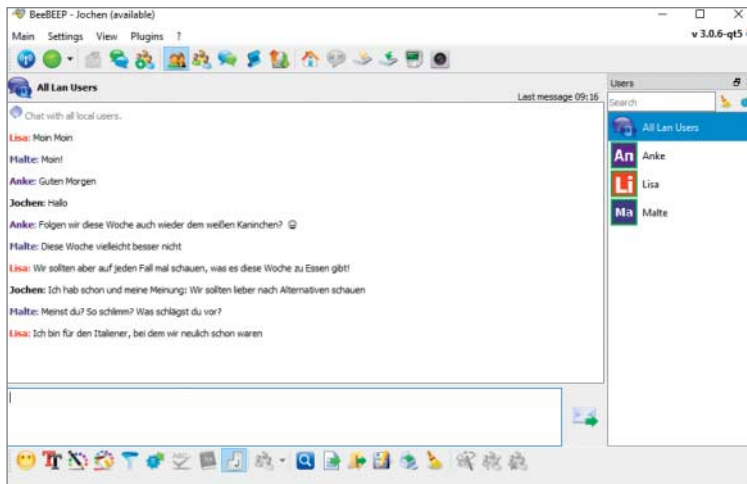 BeeBEEP - Jochen (available)
Main Settings View Plugins ?
v 3.0.6-qt5
All Lan Users
Last message 09:16
Chat with all local users.
Lisa: Moin Moin
Malte: Moin!
Anke: Guten Morgen
Jochen: Hallo
Anke: Folgen wir diese Woche auch wieder dem weißen Kaninchen?
Malte: Diese Woche vielleicht besser nicht
Lisa: Wir sollten aber auf jeden Fall mal schauen, was es diese Woche zu Essen gibt!
Jochen: Ich hab schon und meine Meinung: Wir sollten lieber nach Alternativen schauen
Malte: Meinst du? So schlimm? Was schlägst du vor?
Lisa: Ich bin für den Italiener, bei dem wir neulich schon waren
Users
Search
All Lan Users
An Anke
Li Lisa
Ma Malte